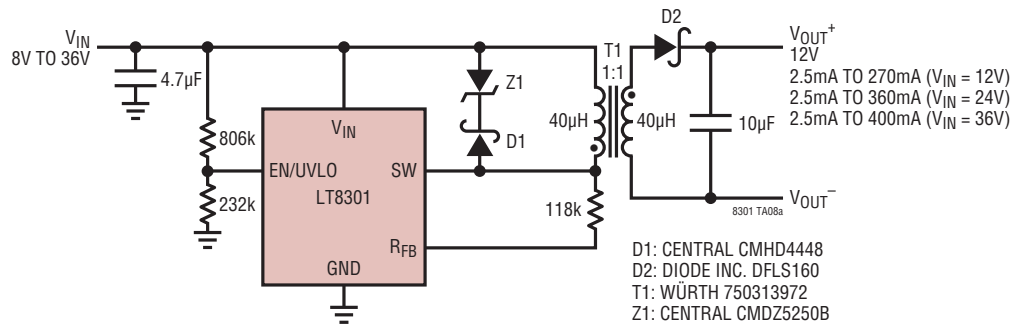 VIN
8V TO 36V
4.7µF
806k
232k
VIN
EN/UVLO
SW
LT8301
RFB
GND
Z1
D1
T1
1:1
40µH
40µH
118k
D2
10µF
VOUT+
12V
2.5mA TO 270mA (VIN = 12V)
2.5mA TO 360mA (VIN = 24V)
2.5mA TO 400mA (VIN = 36V)
VOUT–
8301 TA08a
D1: CENTRAL CMHD4448
D2: DIODE INC. DFLS160
T1: WÜRTH 750313972
Z1: CENTRAL CMDZ5250B